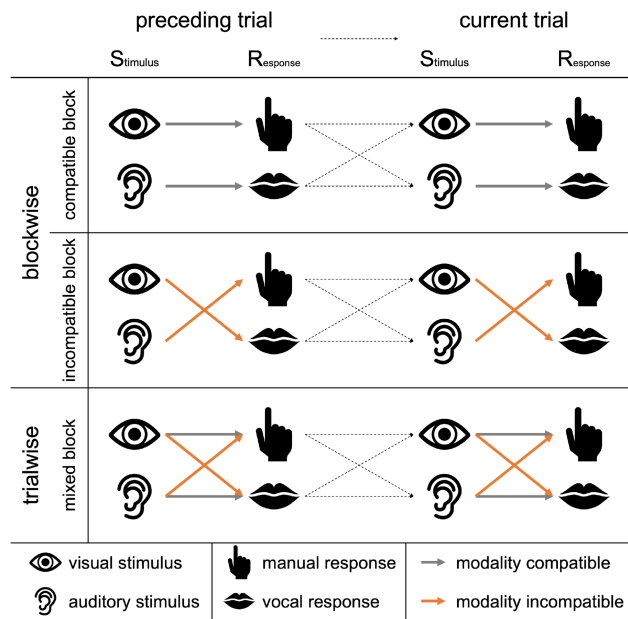 preceding trial current trial
Stimulus Response Stimulus Response
blockwise
compatible block
incompatible block
trialwise
mixed block
visual stimulus manual response modality compatible
auditory stimulus vocal response modality incompatible